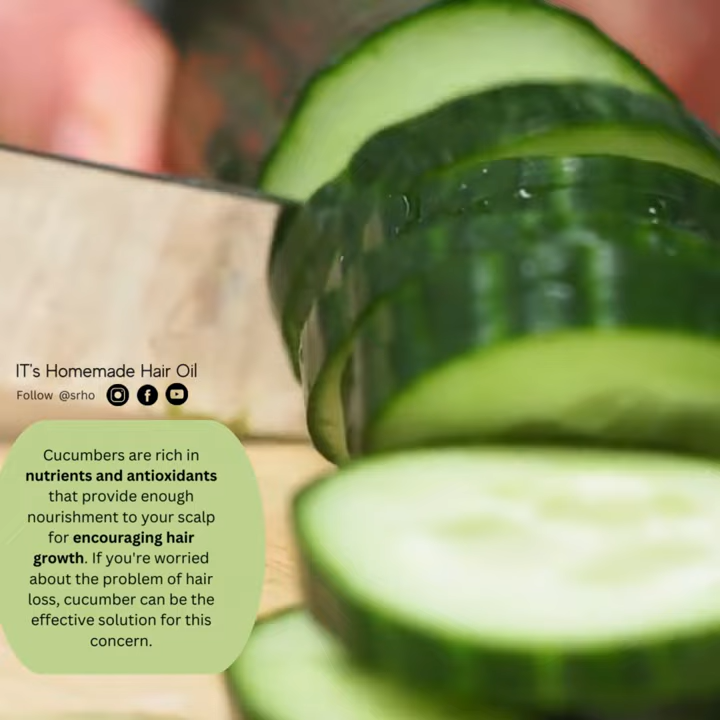 IT's Homemade Hair Oil
Follow @srho
Cucumbers are rich in
nutrients and antioxidants
that provide enough
nourishment to your scalp
for encouraging hair
growth. If you're worried
about the problem of hair
loss, cucumber can be the
effective solution for this
concern.